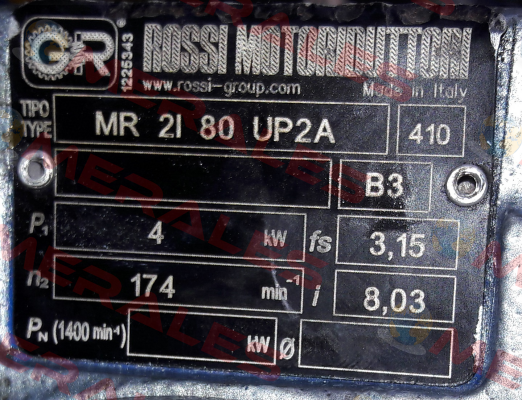 GR
1225343
ROSSI MOTORIDUTTORI
www.rossi-group.com Made in Italy
TIPO
TYPE MR 2I 80 UP2A 410
B3
P1 4 kW fs 3,15
n2 174 min-1 i 8,03
PN (1400 min-1) kW Ø